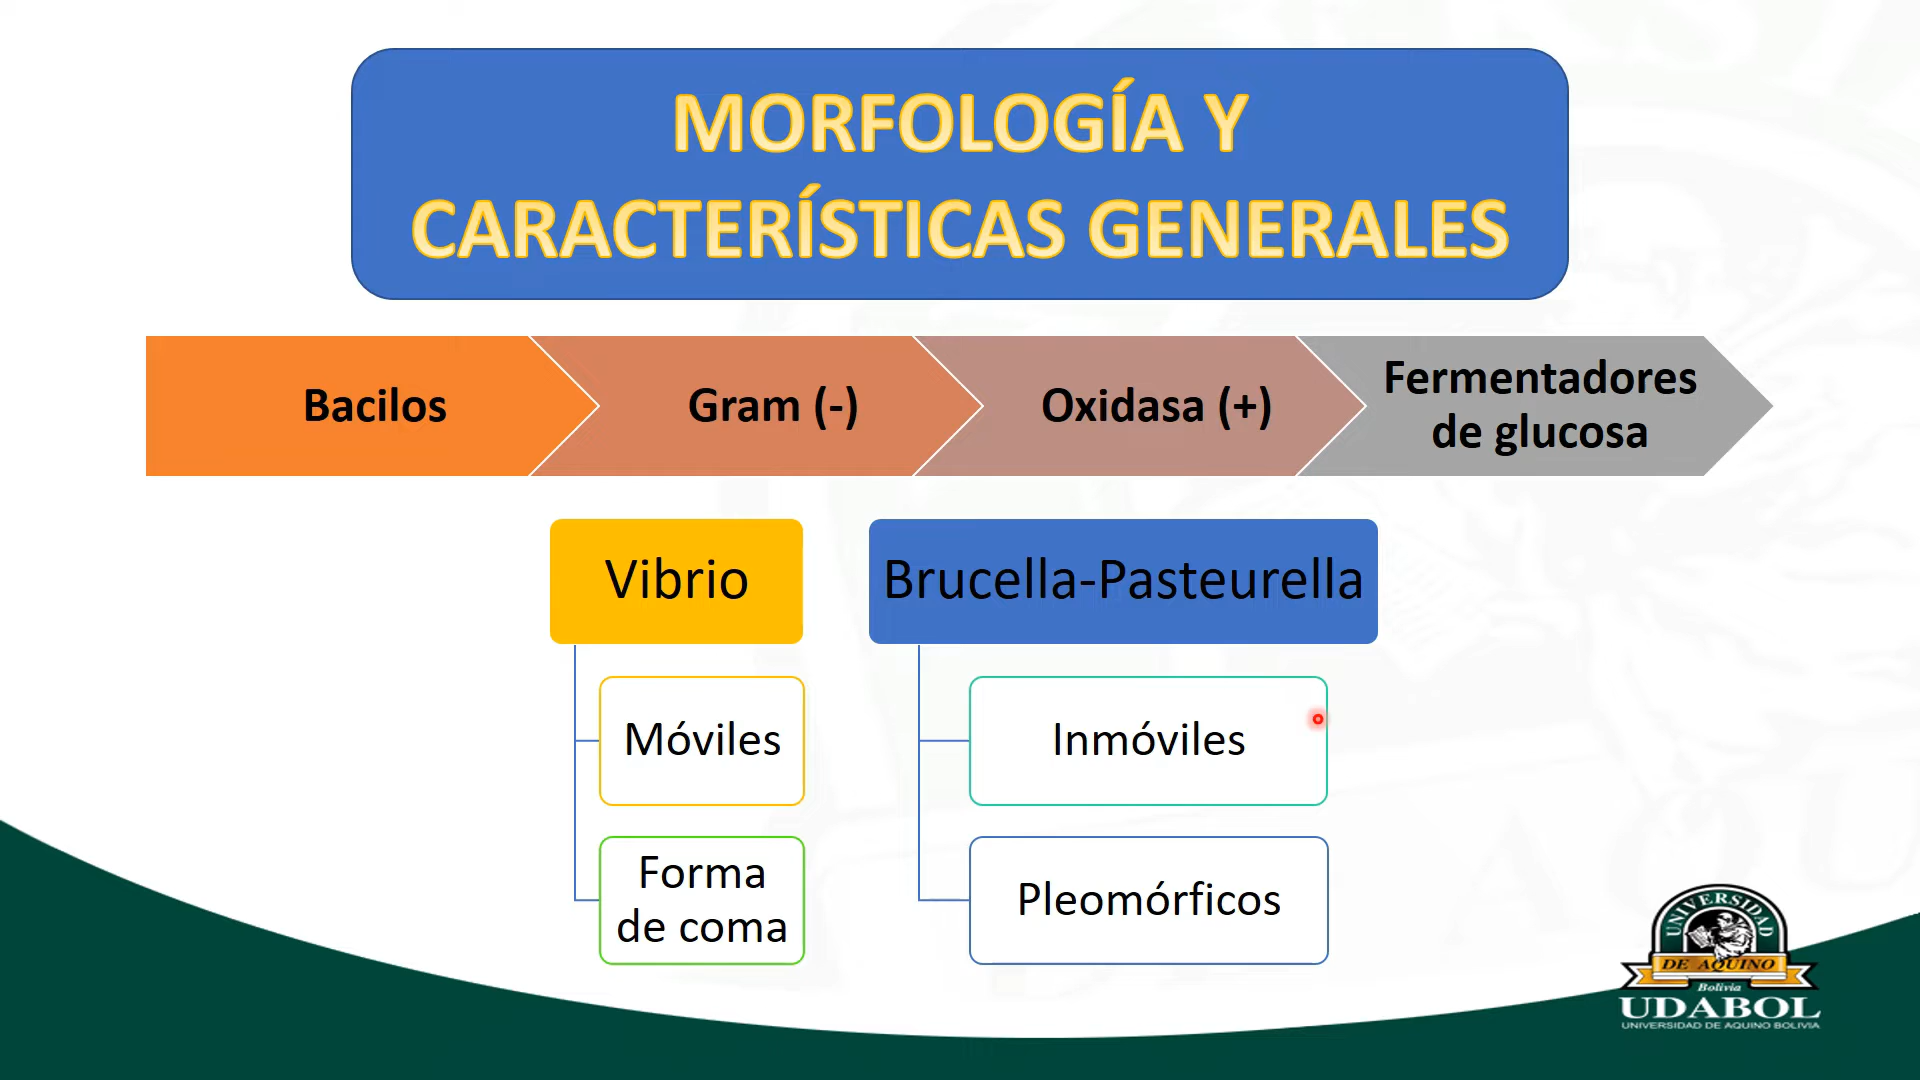 MORFOLOGÍA Y
CARACTERÍSTICAS GENERALES
Bacilos
Gram (-)
Oxidasa (+)
Fermentadores
de glucosa
Vibrio
Brucella-Pasteurella
Móviles
Inmóviles
Forma
de coma
Pleomórficos
UNIVERSIDAD
DE AQUINO
Bolivia
UDABOL
UNIVERSIDAD DE AQUINO BOLIVIA